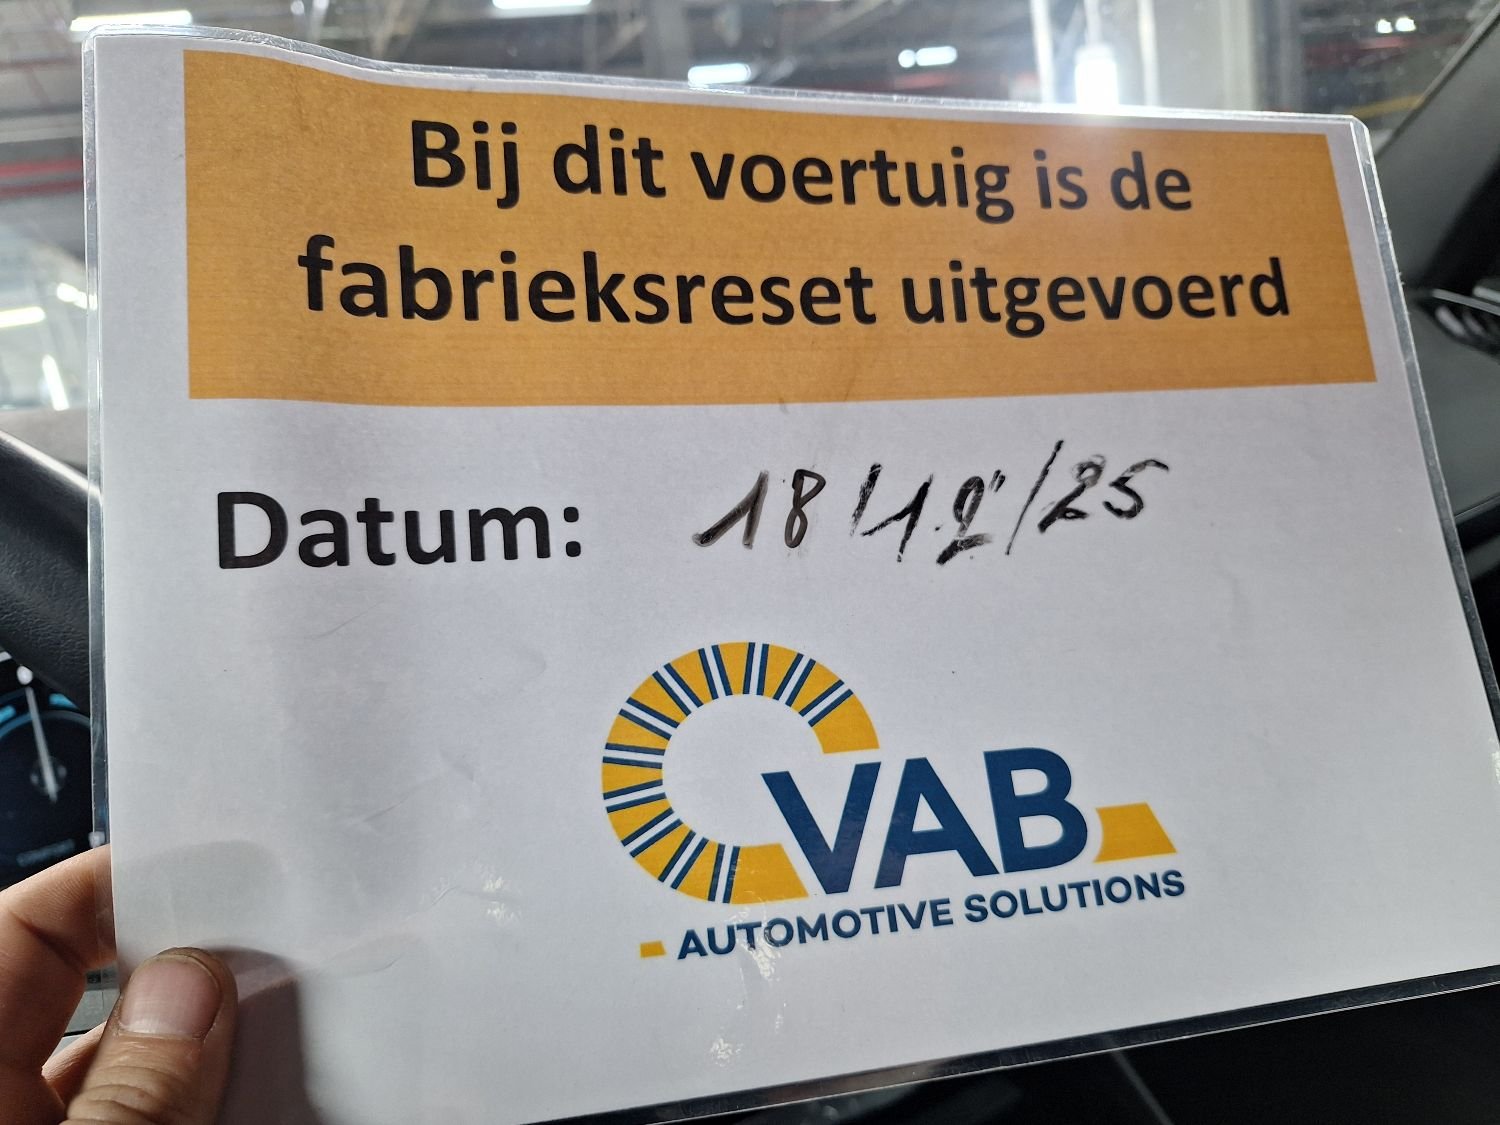 Bij dit voertuig is de
fabrieksreset uitgevoerd
Datum: 18/12/25
VAB
AUTOMOTIVE SOLUTIONS